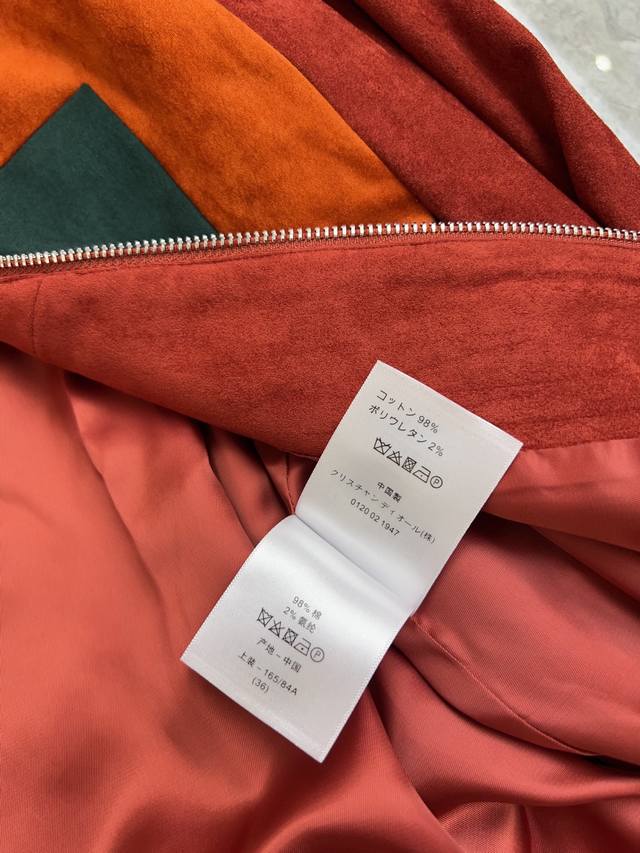 コットン 98%
ポリウレタン 2%
P
中国製
クリスチャン ディオール(株)
0120 02 1947
98% 棉
2% 氨纶
P
产地 – 中国
上装 – 165/84A
(36)